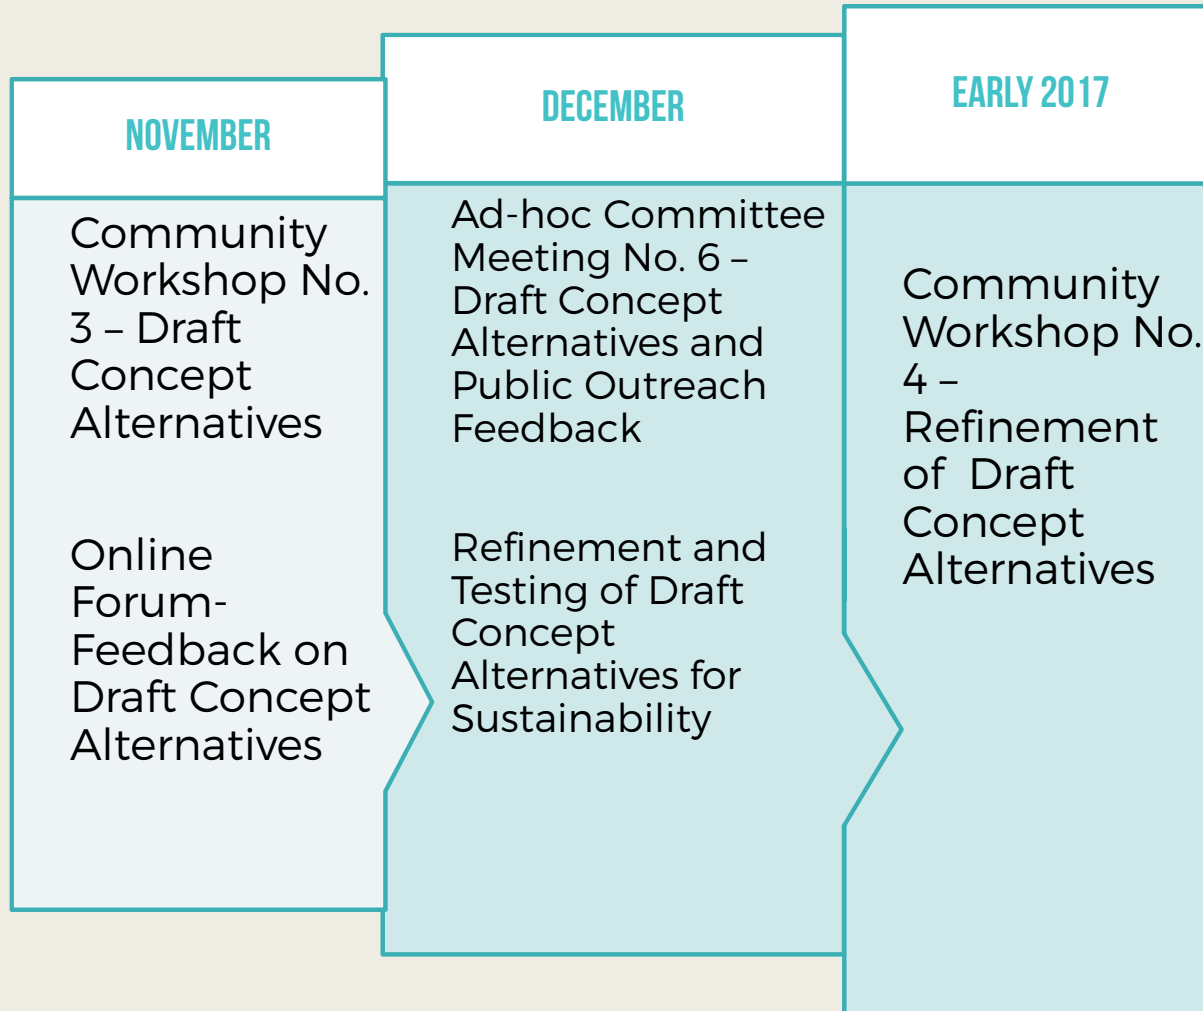 NOVEMBER
Community
Workshop No.
3 – Draft
Concept
Alternatives
Online
Forum-
Feedback on
Draft Concept
Alternatives
DECEMBER
Ad-hoc Committee
Meeting No. 6 –
Draft Concept
Alternatives and
Public Outreach
Feedback
Refinement and
Testing of Draft
Concept
Alternatives for
Sustainability
EARLY 2017
Community
Workshop No.
4 –
Refinement
of  Draft
Concept
Alternatives